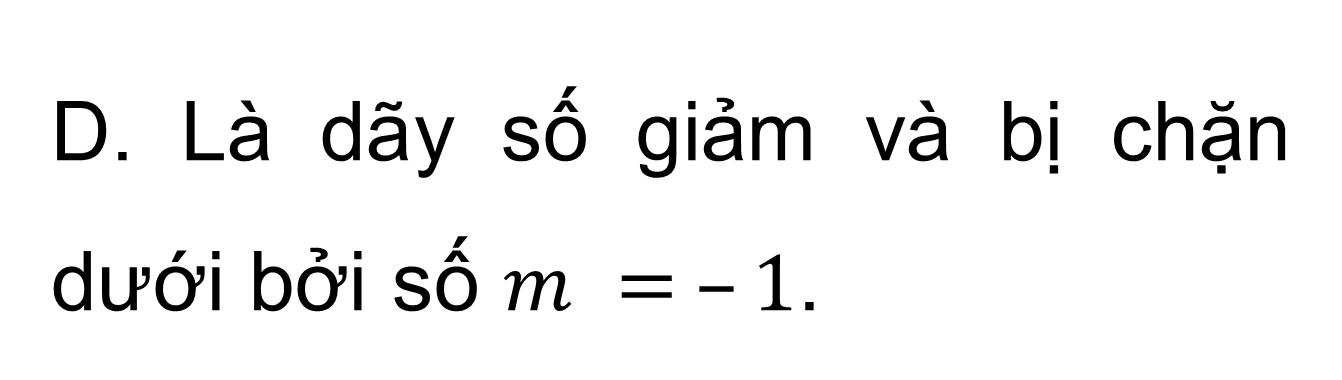 D. Là dãy số giảm và bị chặn
dưới bởi số m = – 1.